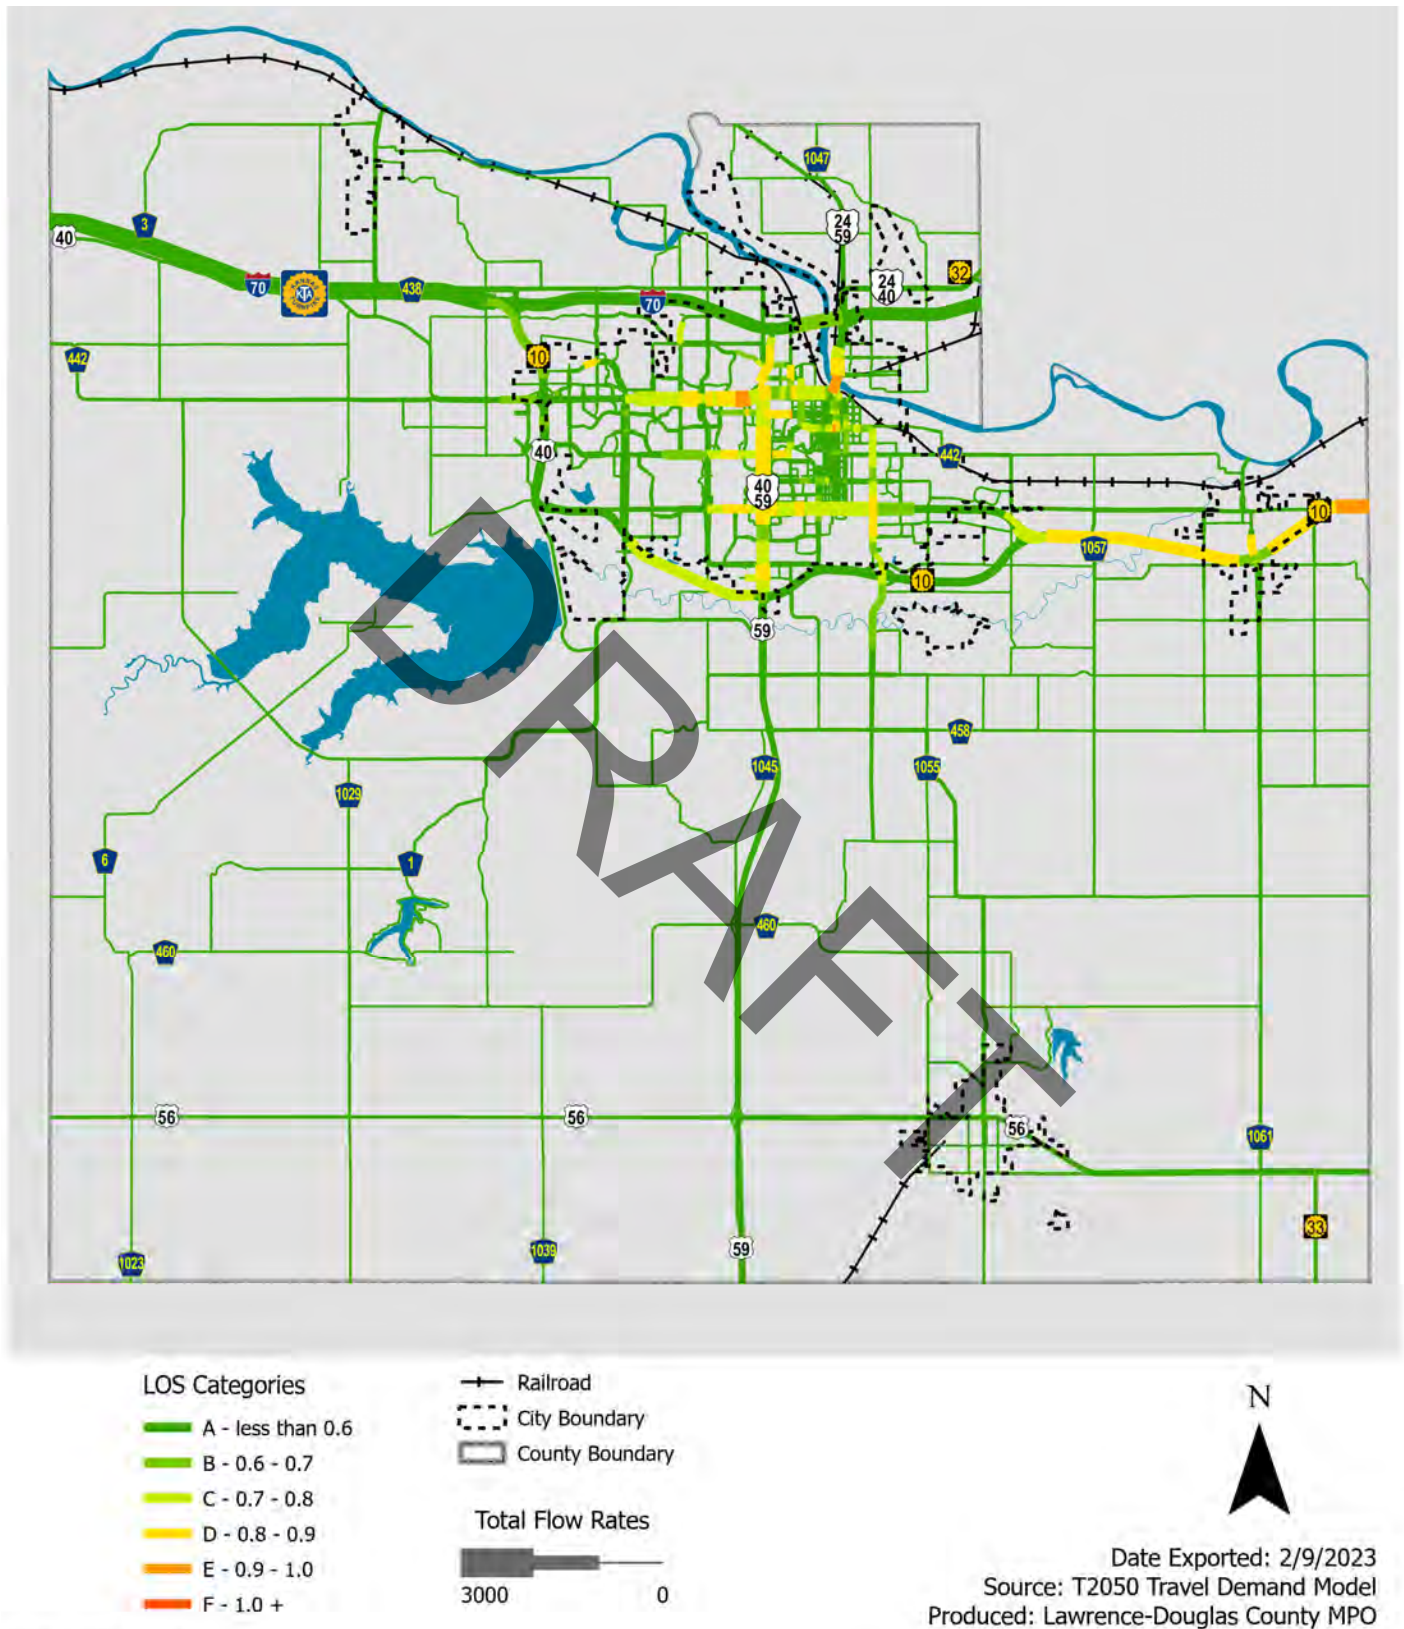 1047
24
59
3
40
32
24
40
70
KANSAS
KTA
TURNPIKE
438
70
442
10
40
442
40
59
10
1057
10
59
458
1045
1055
1029
6
1
460
460
56
56
56
1061
33
59
1039
1023
DRAFT
LOS Categories
A - less than 0.6
B - 0.6 - 0.7
C - 0.7 - 0.8
D - 0.8 - 0.9
E - 0.9 - 1.0
F - 1.0 +
Railroad
City Boundary
County Boundary
Total Flow Rates
3000 0
N
Date Exported: 2/9/2023
Source: T2050 Travel Demand Model
Produced: Lawrence-Douglas County MPO